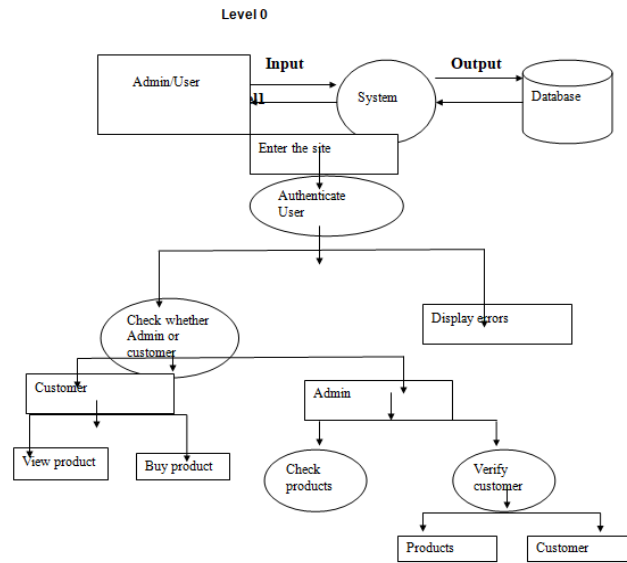 Level 0
Input
Output
Admin/User
System
Database
Enter the site
Authenticate
User
Check whether
Admin or
customer
Display errors
Customer
Admin
View product
Buy product
Check
products
Verify
customer
Products
Customer